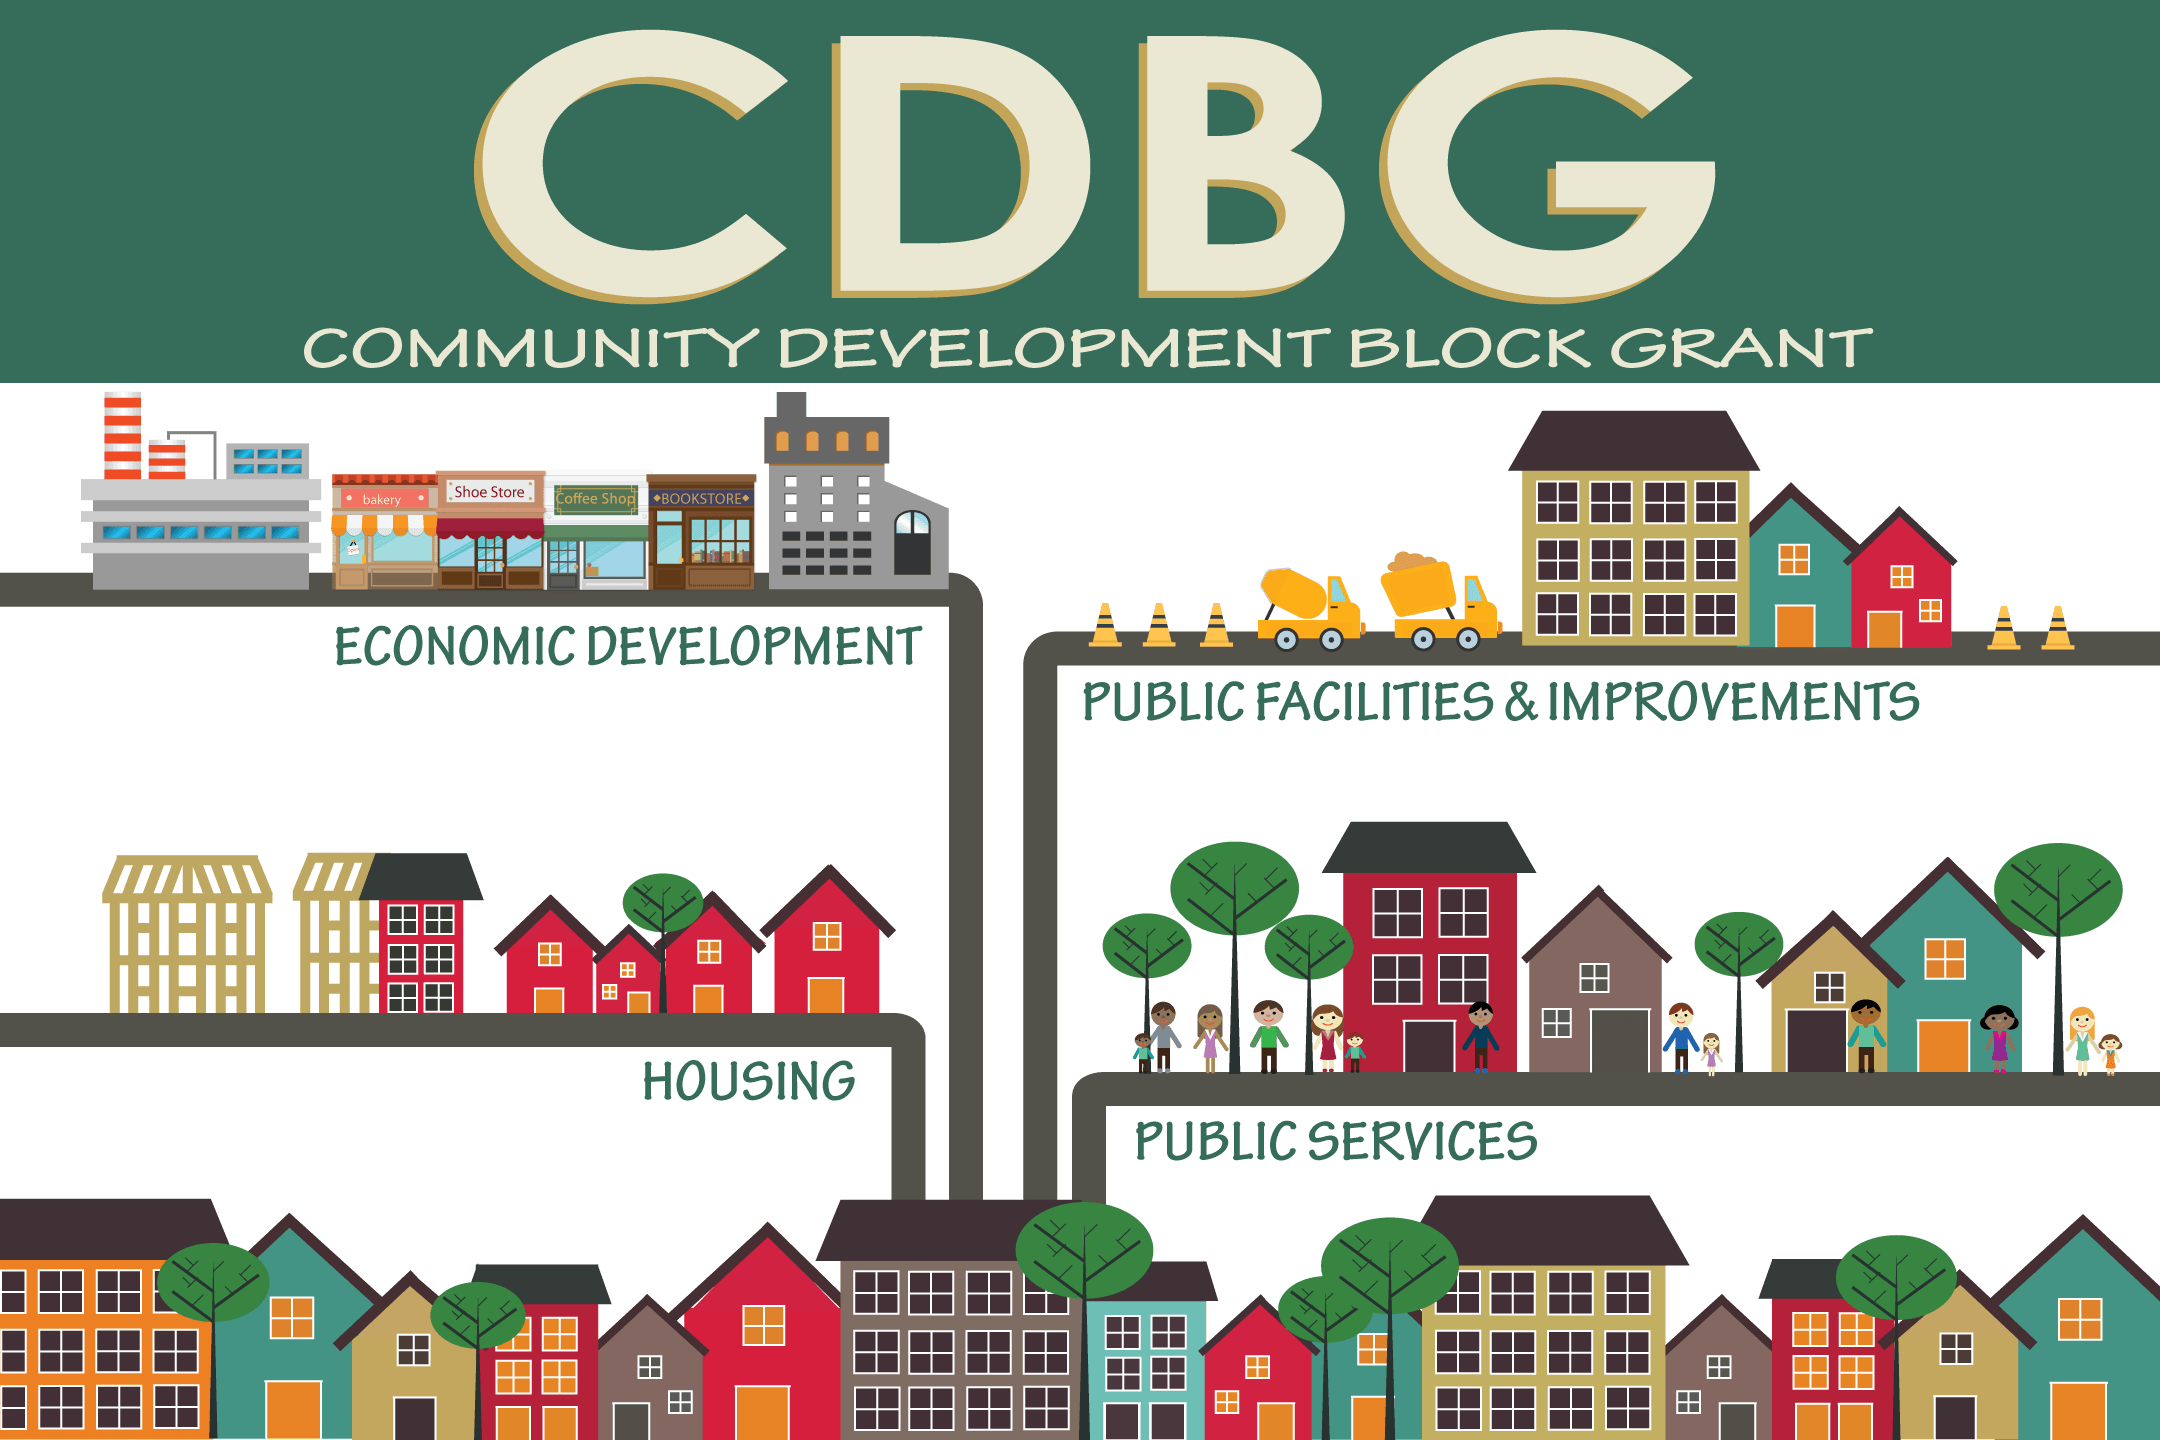 CDBG
COMMUNITY DEVELOPMENT BLOCK GRANT
bakery
Shoe Store
Coffee Shop
BOOKSTORE
ECONOMIC DEVELOPMENT
PUBLIC FACILITIES & IMPROVEMENTS
HOUSING
PUBLIC SERVICES